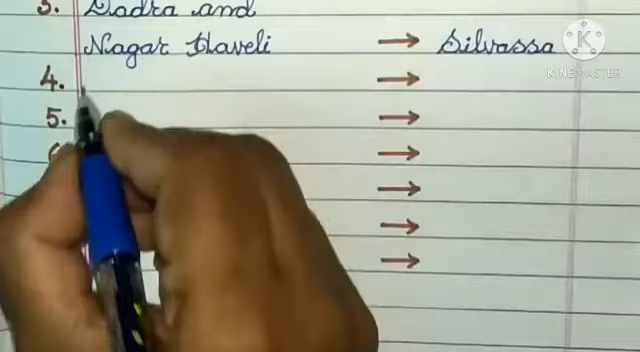 3. Dadra and
Nagar Haveli → Silvassa
4. →
5. →
→
→
→
→
K
KINEMASTER